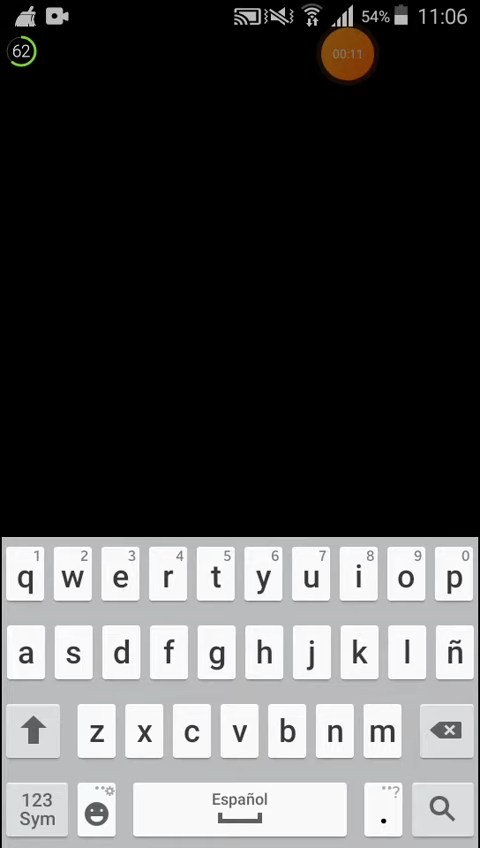 54% 11:06
62
00:11
1 2 3 4 5 6 7 8 9 0
q w e r t y u i o p
a s d f g h j k l ñ
z x c v b n m
123 Español ?
Sym .